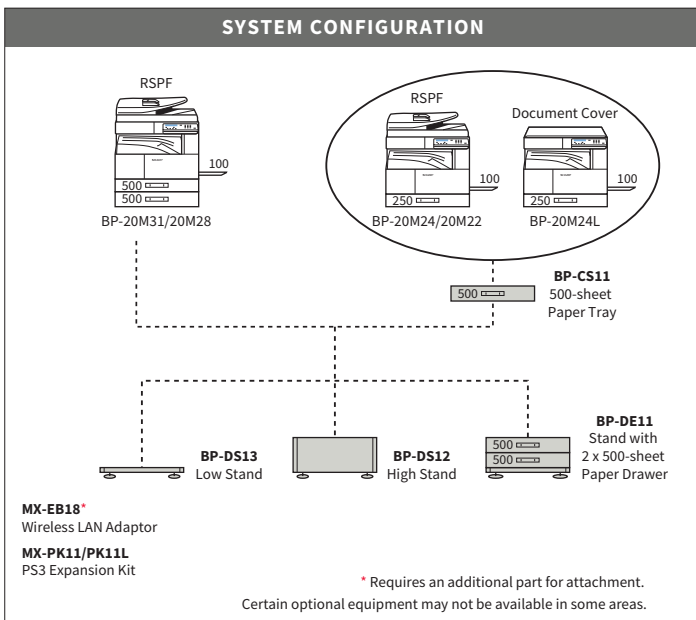 SYSTEM CONFIGURATION
RSPF
100
500
500
BP-20M31/20M28
RSPF
100
250
BP-20M24/20M22
Document Cover
100
250
BP-20M24L
BP-CS11
500
500-sheet
Paper Tray
BP-DS13
Low Stand
BP-DS12
High Stand
500
500
BP-DE11
Stand with
2 x 500-sheet
Paper Drawer
MX-EB18*
Wireless LAN Adaptor
MX-PK11/PK11L
PS3 Expansion Kit
* Requires an additional part for attachment.
Certain optional equipment may not be available in some areas.